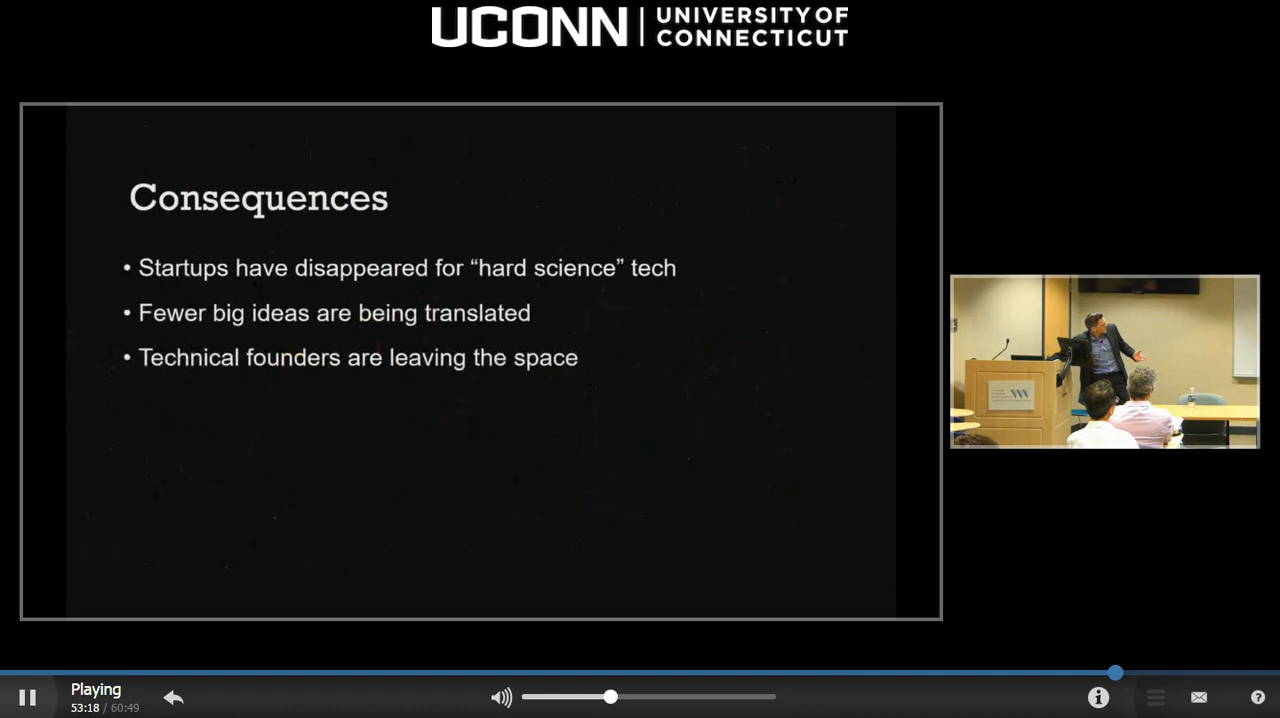 UCONN
UNIVERSITY OF
CONNECTICUT
Consequences
• Startups have disappeared for “hard science” tech
• Fewer big ideas are being translated
• Technical founders are leaving the space
Playing
53:18 / 60:49